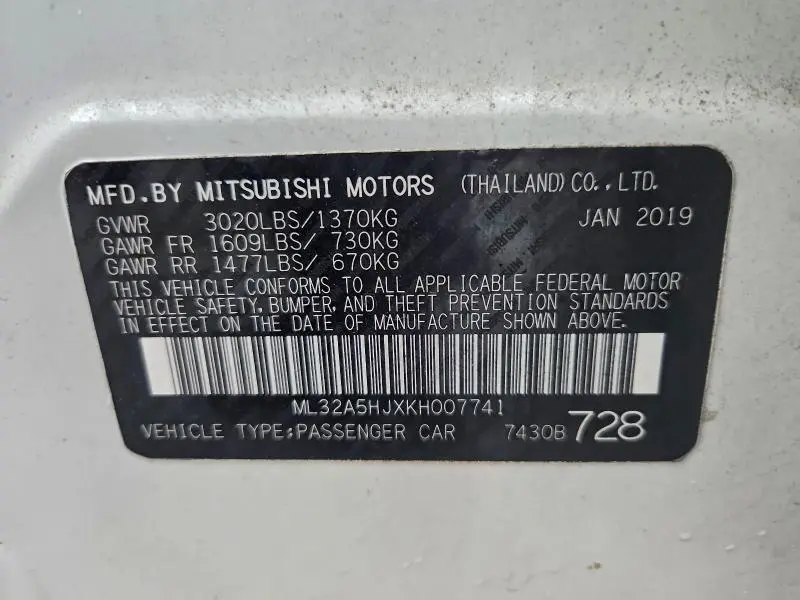 MFD.BY MITSUBISHI MOTORS (THAILAND)CO.,LTD.
GVWR 3020LBS/1370KG JAN 2019
GAWR FR 1609LBS/ 730KG
GAWR RR 1477LBS/ 670KG
THIS VEHICLE CONFORMS TO ALL APPLICABLE FEDERAL MOTOR
VEHICLE SAFETY, BUMPER, AND THEFT PREVENTION STANDARDS
IN EFFECT ON THE DATE OF MANUFACTURE SHOWN ABOVE.
ML32A5HJXKH007741
VEHICLE TYPE:PASSENGER CAR 7430B 728